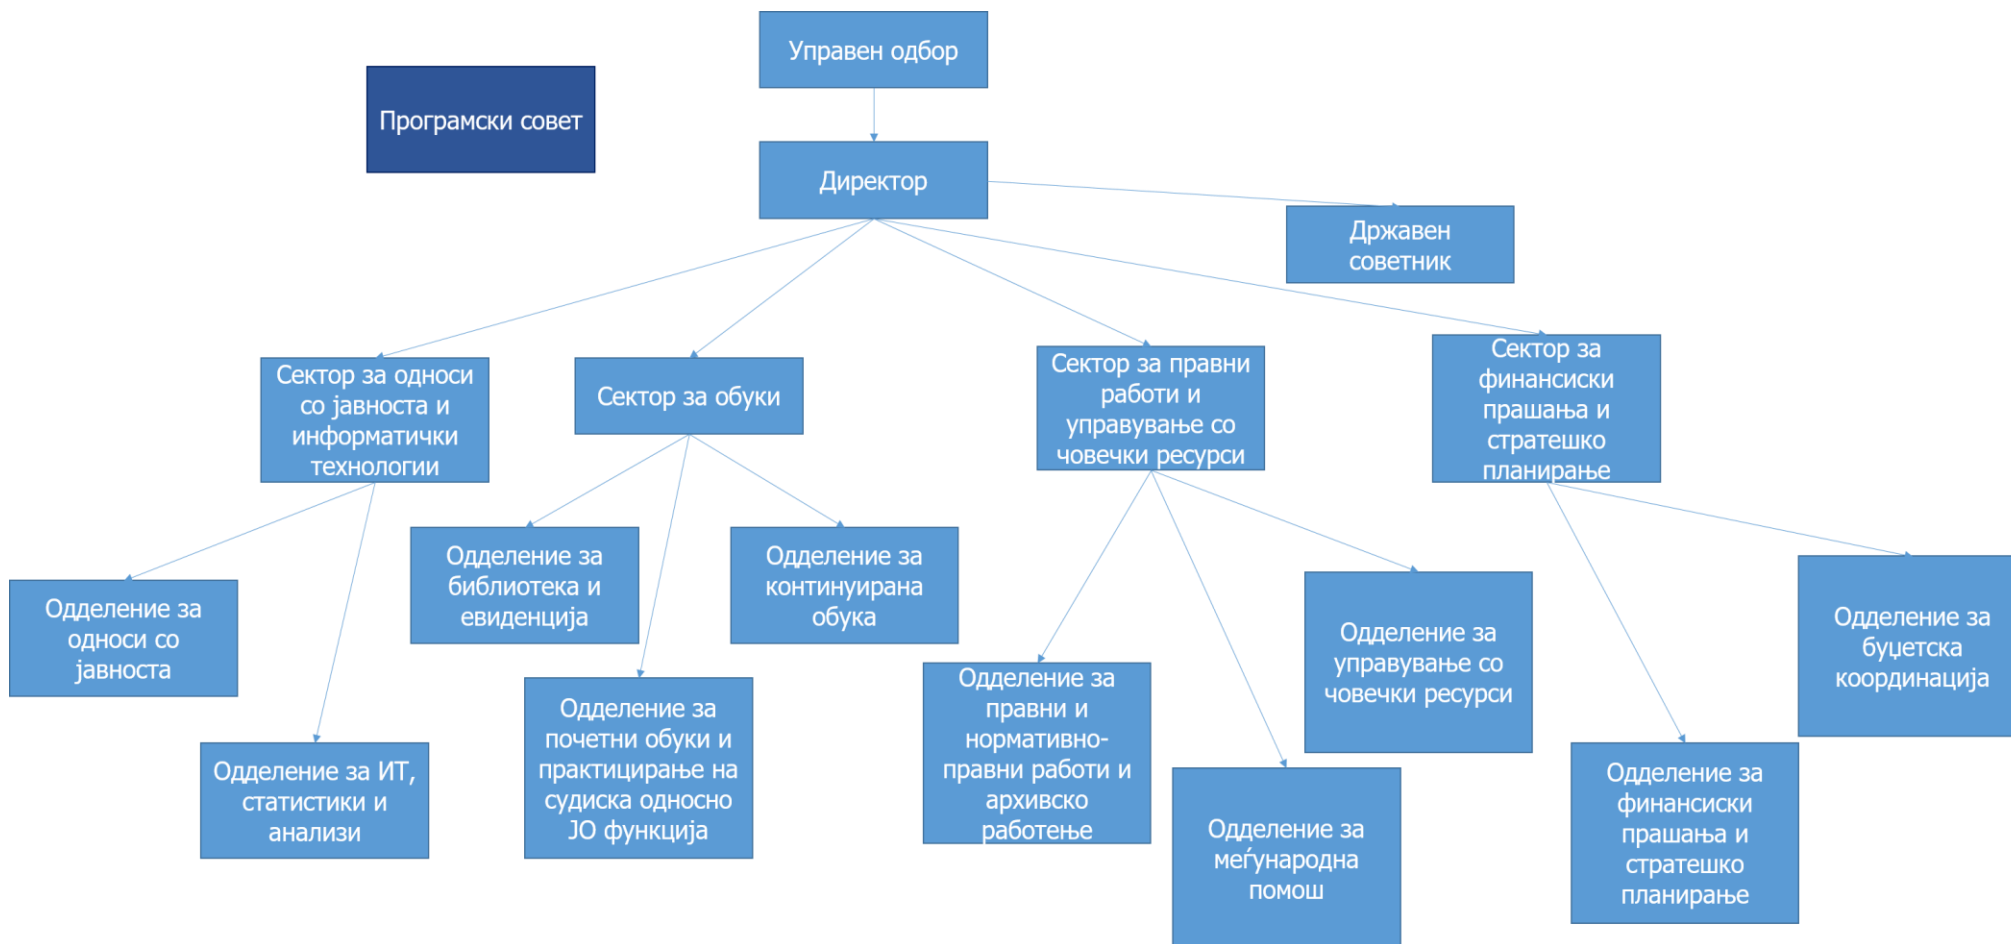 Управен одбор
Програмски совет
Директор
Државен
советник
Сектор за односи
со јавноста и
информатички
технологии
Сектор за обуки
Сектор за правни
работи и
управување со
човечки ресурси
Сектор за
финансиски
прашања и
стратешко
планирање
Одделение за
односи со
јавноста
Одделение за ИТ,
статистики и
анализи
Одделение за
библиотека и
евиденција
Одделение за
почетни обуки и
практицирање на
судиска односно
ЈО функција
Одделение за
континуирана
обука
Одделение за
правни и
нормативно-
правни работи и
архивско
работење
Одделение за
меѓународна
помош
Одделение за
управување со
човечки ресурси
Одделение за
финансиски
прашања и
стратешко
планирање
Одделение за
буџетска
координација